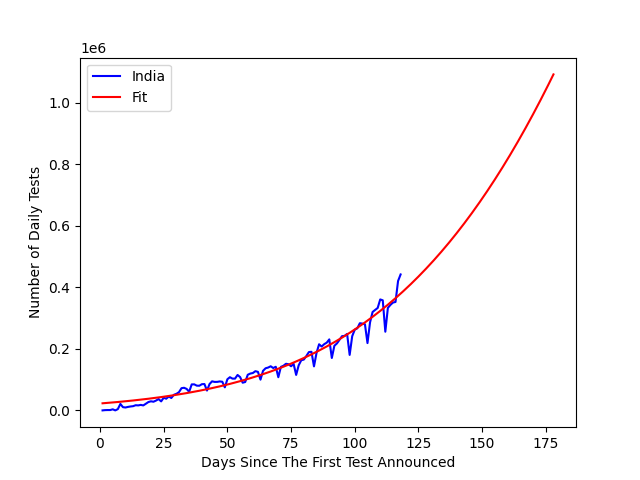 1e6
India
Fit
1.0
0.8
0.6
0.4
0.2
0.0
Number of Daily Tests
0 25 50 75 100 125 150 175
Days Since The First Test Announced